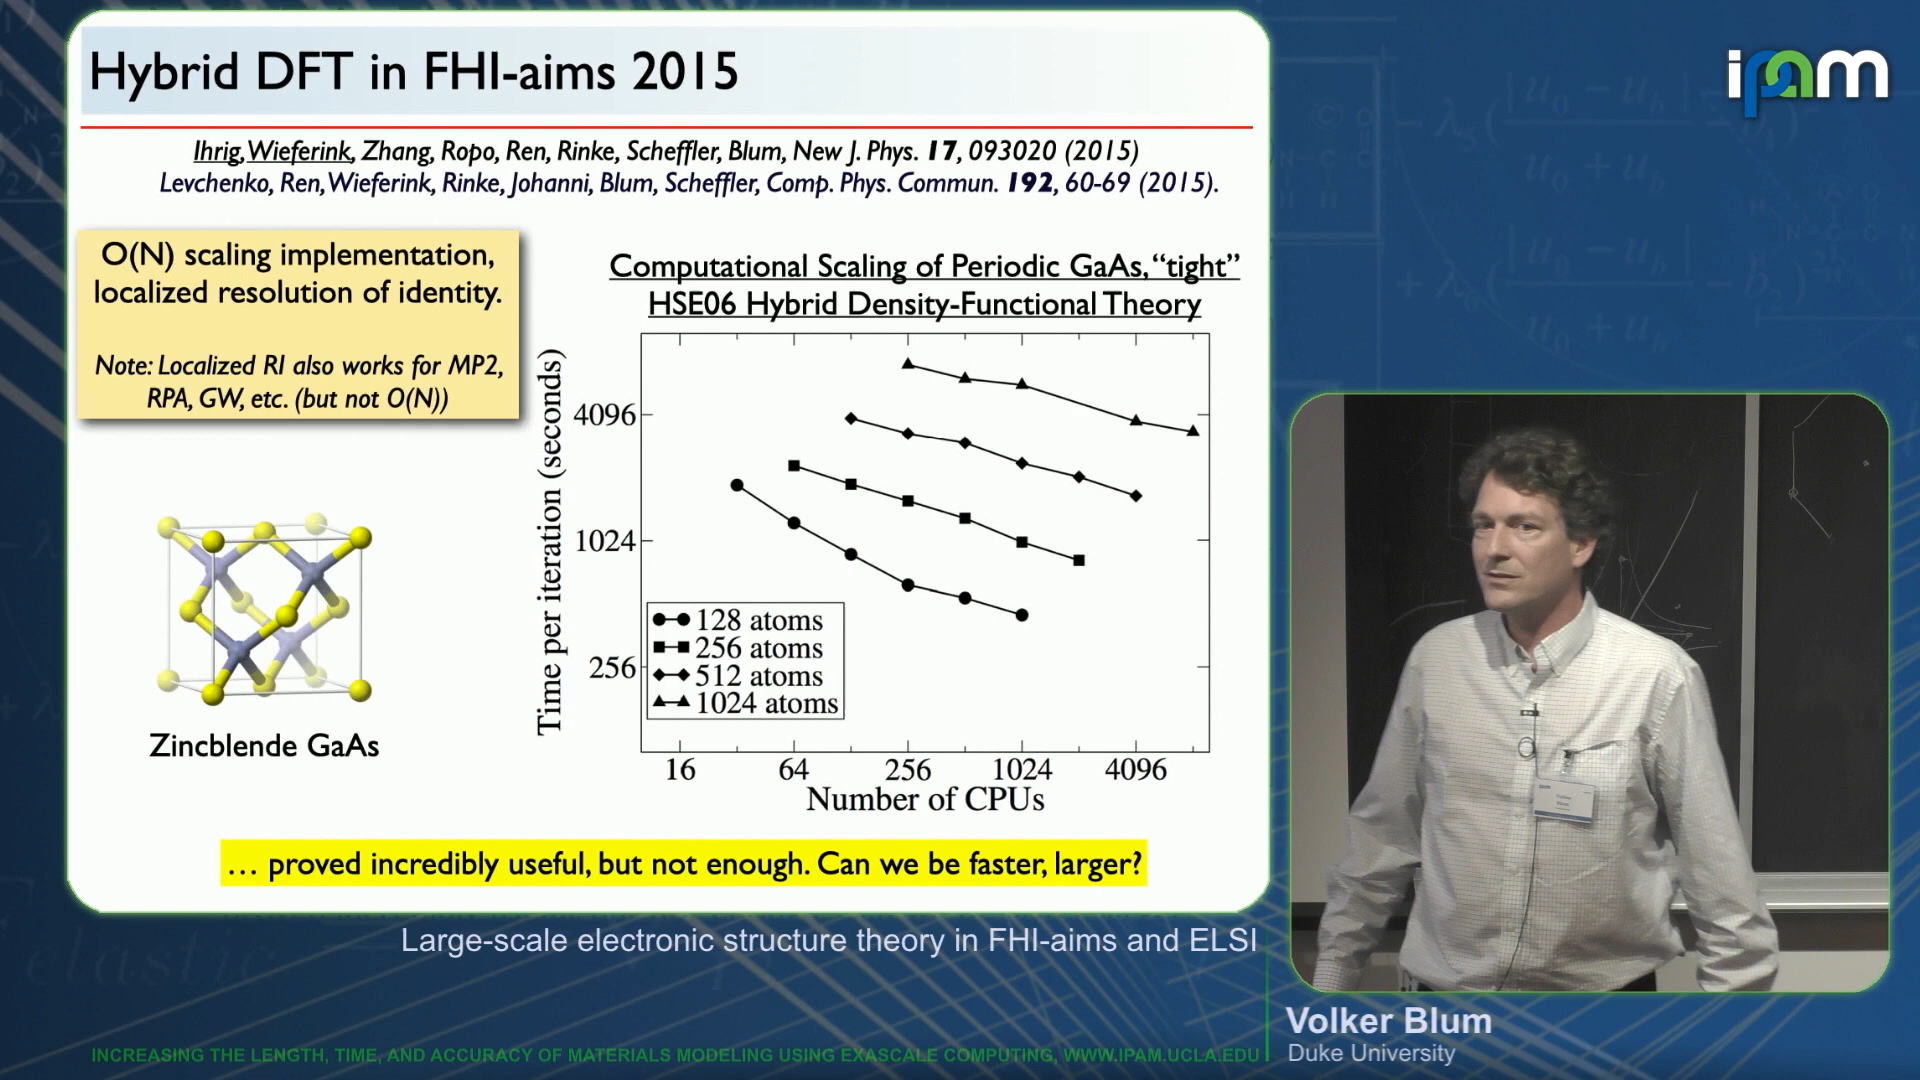 Hybrid DFT in FHI-aims 2015
Ihrig, Wieferink, Zhang, Ropo, Ren, Rinke, Scheffler, Blum, New J. Phys. 17, 093020 (2015)
Levchenko, Ren, Wieferink, Rinke, Johanni, Blum, Scheffler, Comp. Phys. Commun. 192, 60-69 (2015).
O(N) scaling implementation,
localized resolution of identity.
Note: Localized RI also works for MP2,
RPA, GW, etc. (but not O(N))
Zincblende GaAs
Computational Scaling of Periodic GaAs, “tight”
HSE06 Hybrid Density-Functional Theory
Time per iteration (seconds)
4096
1024
256
128 atoms
256 atoms
512 atoms
1024 atoms
16 64 256 1024 4096
Number of CPUs
… proved incredibly useful, but not enough. Can we be faster, larger?
ipam
Large-scale electronic structure theory in FHI-aims and ELSI
Volker Blum
Duke University
INCREASING THE LENGTH, TIME, AND ACCURACY OF MATERIALS MODELING USING EXASCALE COMPUTING, WWW.IPAM.UCLA.EDU
elastic